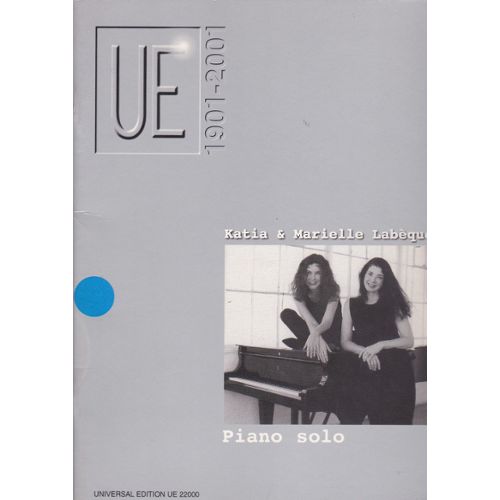 UE
1901-2001
Katia & Marielle Labèque
Piano solo
UNIVERSAL EDITION UE 22000